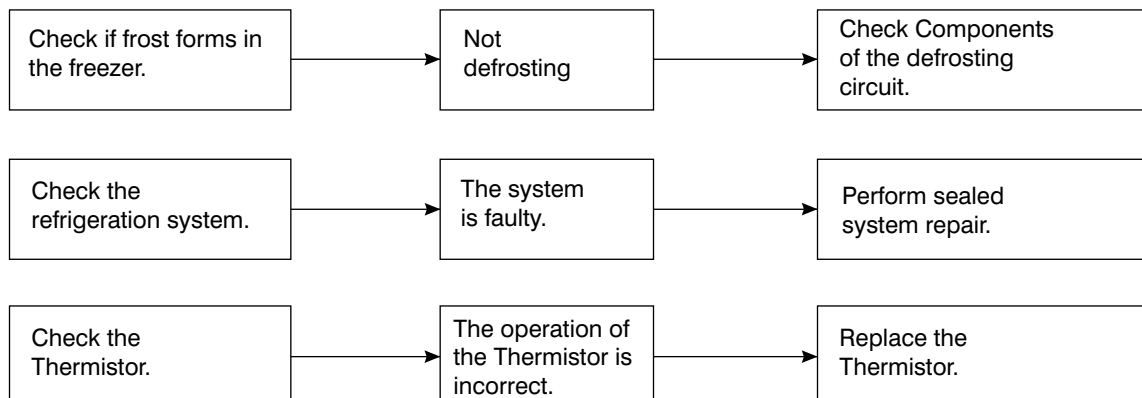 Check if frost forms in
the freezer.
Not
defrosting
Check Components
of the defrosting
circuit.
Check the
refrigeration system.
The system
is faulty.
Perform sealed
system repair.
Check the
Thermistor.
The operation of
the Thermistor is
incorrect.
Replace the
Thermistor.